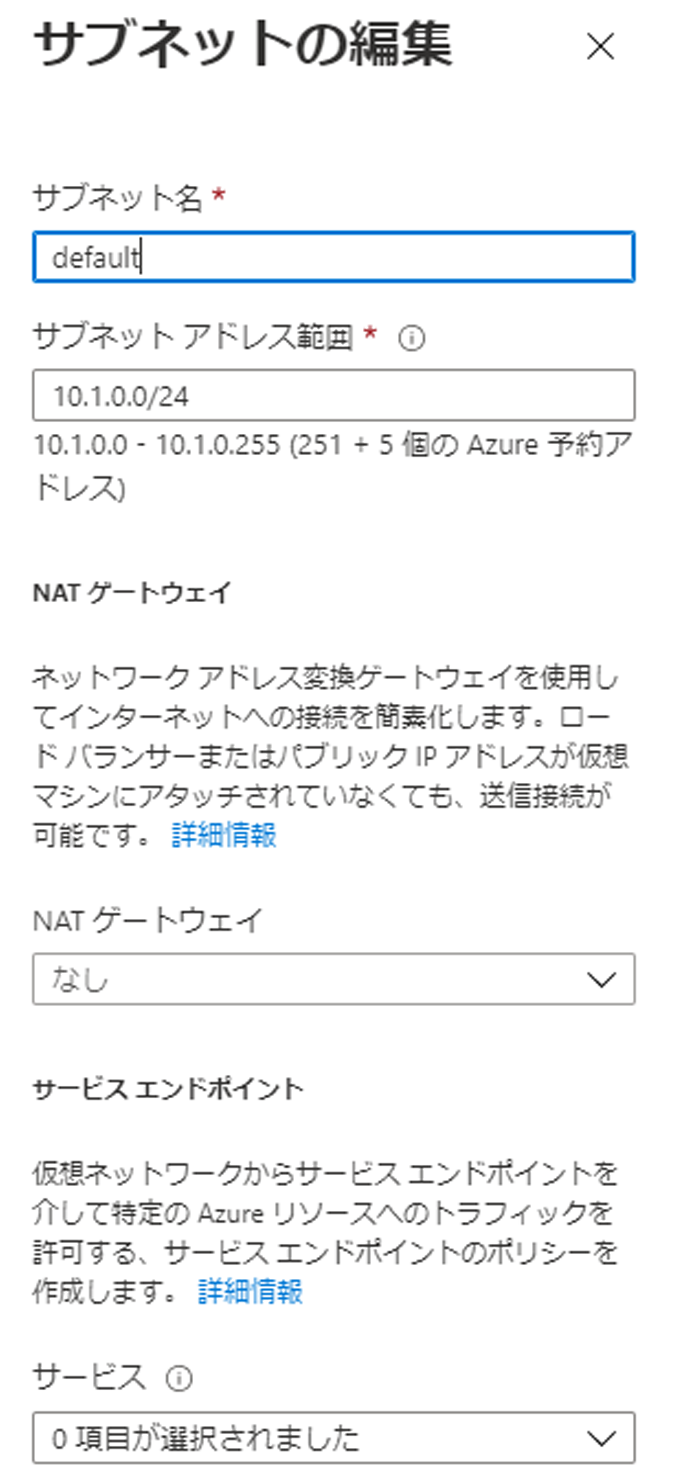 サブネットの編集
サブネット名 *
default
サブネット アドレス範囲 *
10.1.0.0/24
10.1.0.0 - 10.1.0.255 (251 + 5 個の Azure 予約ア
ドレス)
NAT ゲートウェイ
ネットワーク アドレス変換ゲートウェイを使用し
てインターネットへの接続を簡素化します。ロー
ド バランサーまたはパブリック IP アドレスが仮想
マシンにアタッチされていなくても、送信接続が
可能です。 詳細情報
NAT ゲートウェイ
なし
サービス エンドポイント
仮想ネットワークからサービス エンドポイントを
介して特定の Azure リソースへのトラフィックを
許可する、サービス エンドポイントのポリシーを
作成します。 詳細情報
サービス
0 項目が選択されました